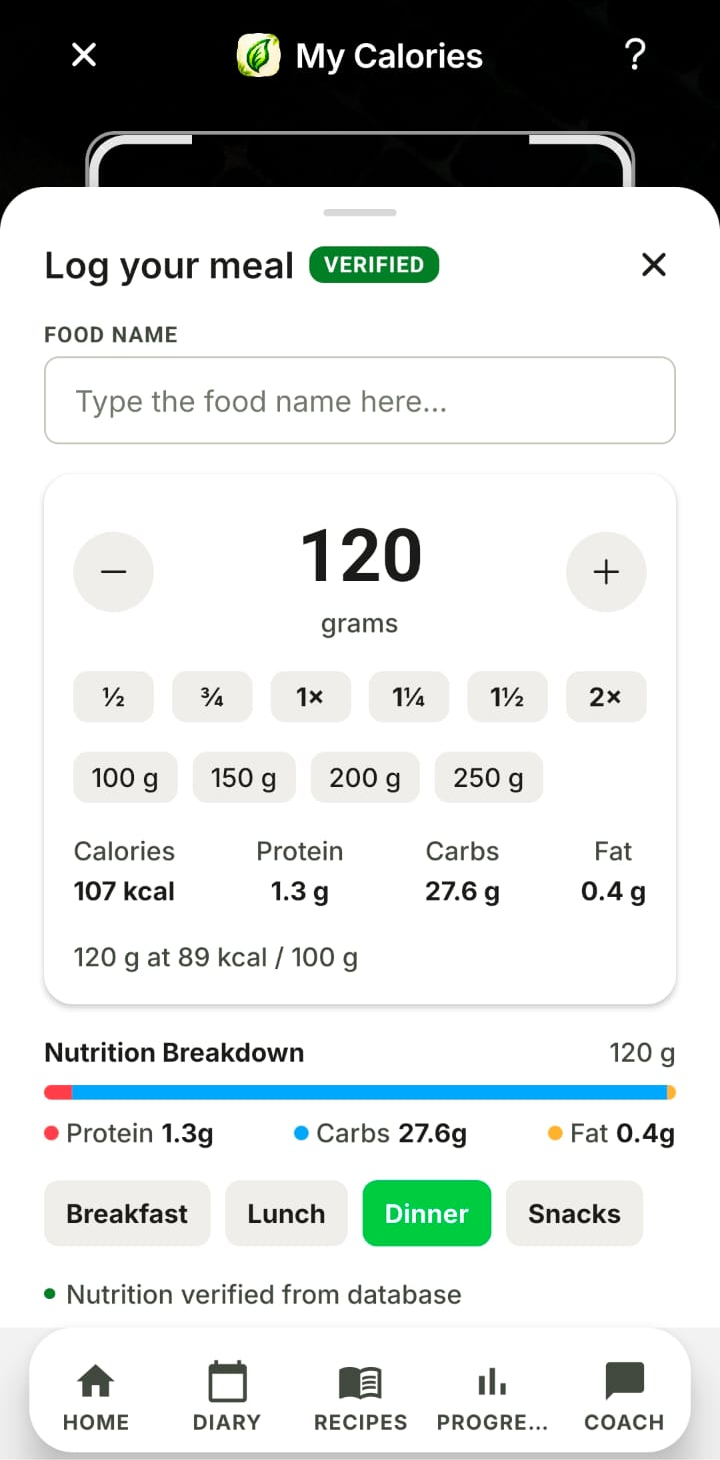 My Calories
?
Log your meal VERIFIED
FOOD NAME
Type the food name here...
− 120 +
grams
½ ¾ 1× 1¼ 1½ 2×
100 g 150 g 200 g 250 g
Calories Protein Carbs Fat
107 kcal 1.3 g 27.6 g 0.4 g
120 g at 89 kcal / 100 g
Nutrition Breakdown 120 g
Protein 1.3g Carbs 27.6g Fat 0.4g
Breakfast Lunch Dinner Snacks
Nutrition verified from database
HOME DIARY RECIPES PROGRE... COACH